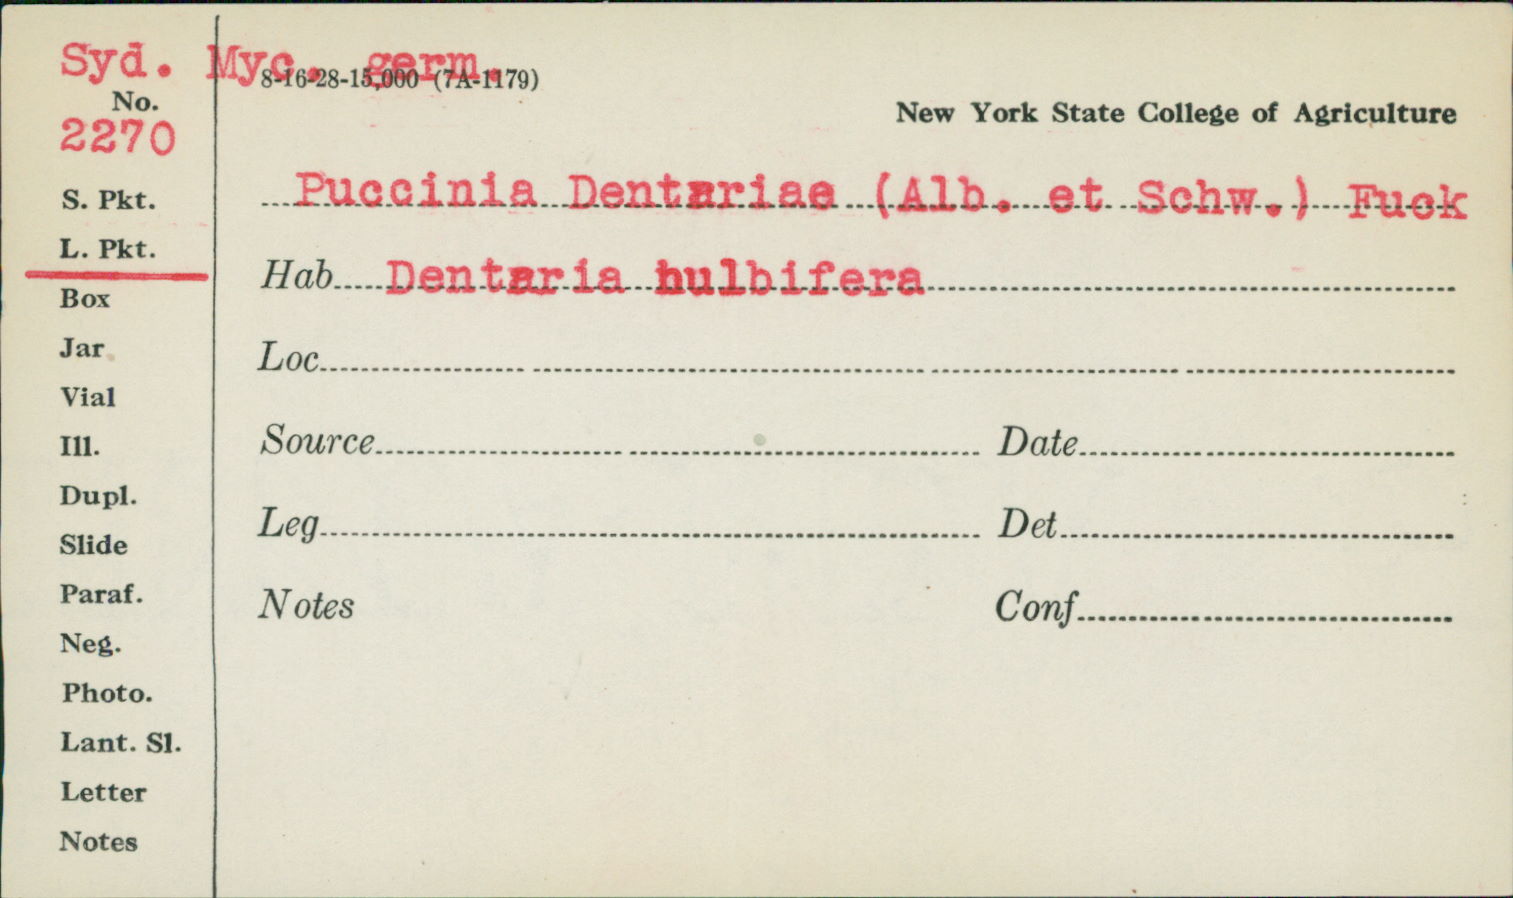 Syd. Myc. germ.
8-16-28-15,000 (7A-1179)
No.
New York State College of Agriculture
2270
S. Pkt.
Puccinia Dentariae (Alb. et Schw.) Fuck
L. Pkt.
Hab Dentaria bulbifera
Box
Jar
Loc
Vial
Ill.
Source Date
Dupl.
Slide
Leg Det
Paraf.
Notes Conf
Neg.
Photo.
Lant. Sl.
Letter
Notes